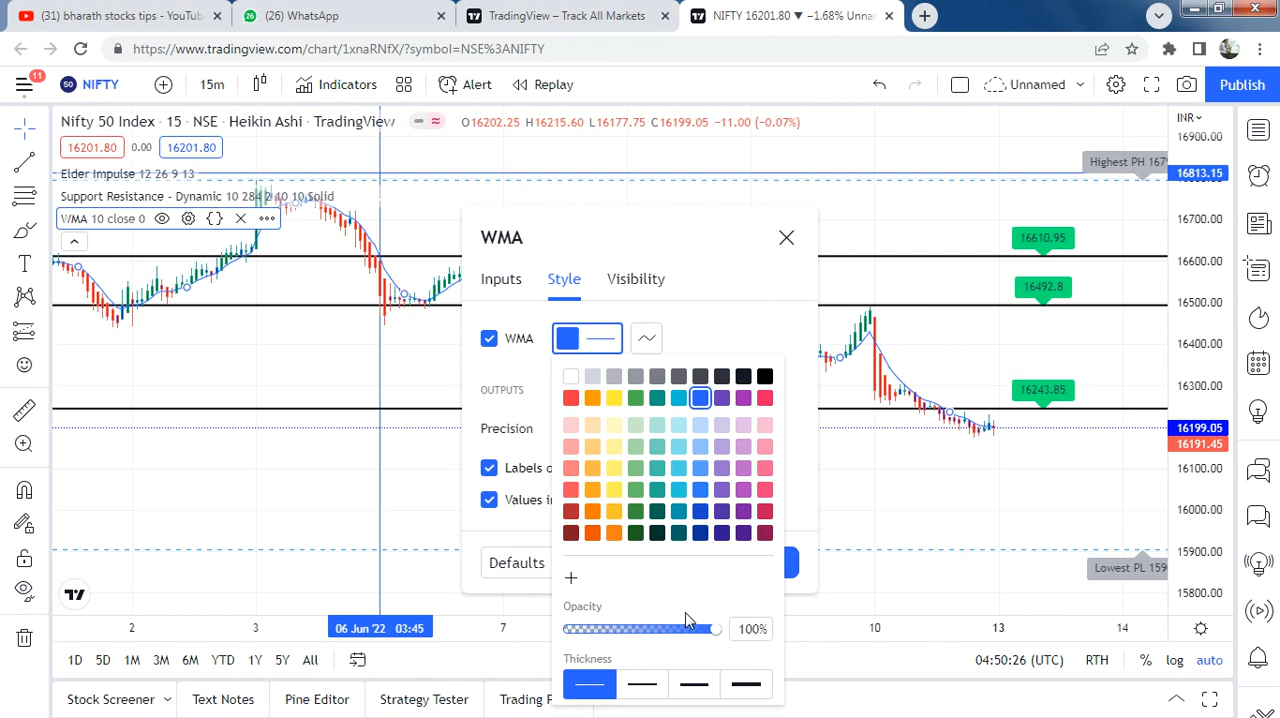 (31) bharath stocks tips - YouTub
(26) WhatsApp
TradingView – Track All Markets
NIFTY 16201.80 ▼ −1.68% Unna
https://www.tradingview.com/chart/1xnaRNfX/?symbol=NSE%3ANIFTY
11
50 NIFTY
15m
Indicators
Alert
Replay
Unnamed
Publish
Nifty 50 Index · 15 · NSE · Heikin Ashi · TradingView
O16202.25 H16215.60 L16177.75 C16199.05 −11.00 (−0.07%)
INR
16201.80 0.00 16201.80
Elder Impulse 12 26 9 13
Support Resistance - Dynamic 10 284 2 10 10 Solid
WMA 10 close 0
Highest PH 167
16610.95
16492.8
16243.85
Lowest PL 159
16900.00
16813.15
16700.00
16600.00
16500.00
16400.00
16300.00
16199.05
16191.45
16100.00
16000.00
15900.00
15800.00
WMA
Inputs Style Visibility
WMA
OUTPUTS
Precision
Labels o
Values in
Defaults
Opacity
100%
Thickness
2 3 06 Jun '22 03:45 7 10 13 14
1D 5D 1M 3M 6M YTD 1Y 5Y All
04:50:26 (UTC) RTH % log auto
Stock Screener Text Notes Pine Editor Strategy Tester Trading P